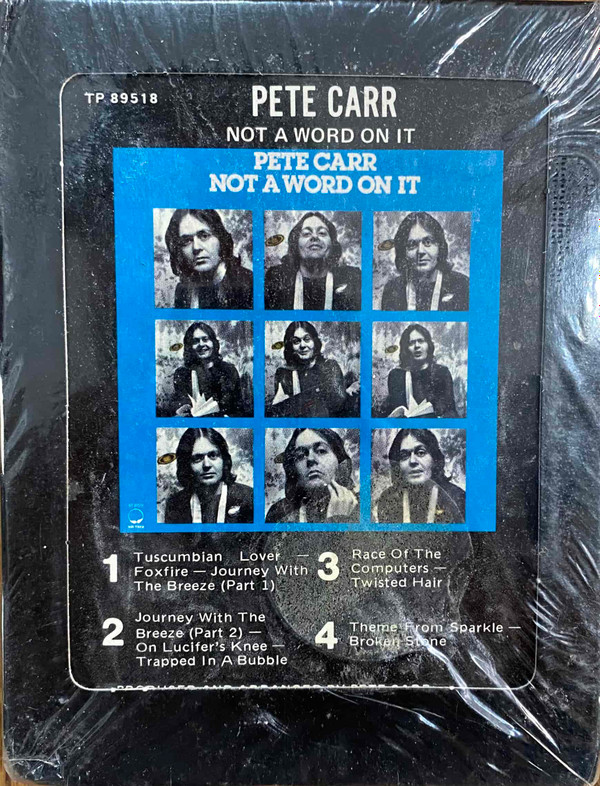 TP 89518
PETE CARR
NOT A WORD ON IT
PETE CARR
NOT A WORD ON IT
1 Tuscumbian Lover —
Foxfire — Journey With
The Breeze (Part 1)
2 Journey With The
Breeze (Part 2) —
On Lucifer's Knee —
Trapped In A Bubble
3 Race Of The
Computers —
Twisted Hair
4 Theme From Sparkle —
Broken Stone